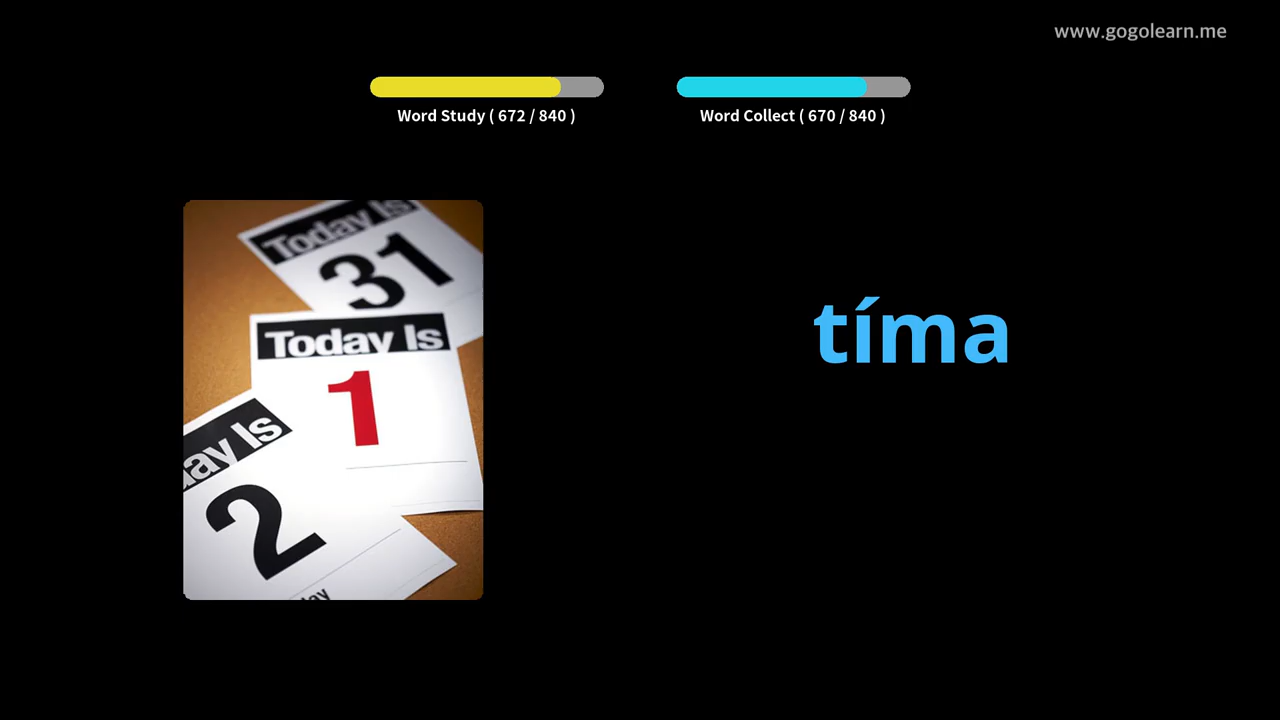 www.gogolearn.me
Word Study ( 672 / 840 )
Word Collect ( 670 / 840 )
Today Is
31
Today Is
1
ay Is
2
tíma